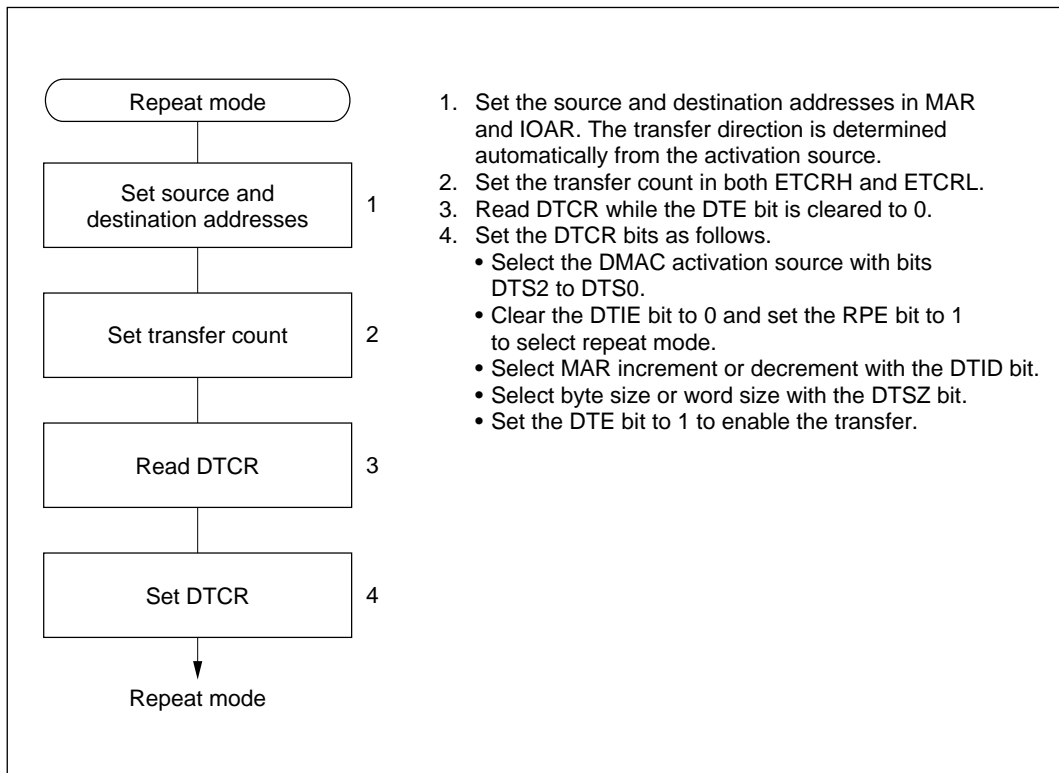 Repeat mode
Set source and
destination addresses
1
Set transfer count
2
Read DTCR
3
Set DTCR
4
Repeat mode
1. Set the source and destination addresses in MAR
and IOAR. The transfer direction is determined
automatically from the activation source.
2. Set the transfer count in both ETCRH and ETCRL.
3. Read DTCR while the DTE bit is cleared to 0.
4. Set the DTCR bits as follows.
• Select the DMAC activation source with bits
DTS2 to DTS0.
• Clear the DTIE bit to 0 and set the RPE bit to 1
to select repeat mode.
• Select MAR increment or decrement with the DTID bit.
• Select byte size or word size with the DTSZ bit.
• Set the DTE bit to 1 to enable the transfer.